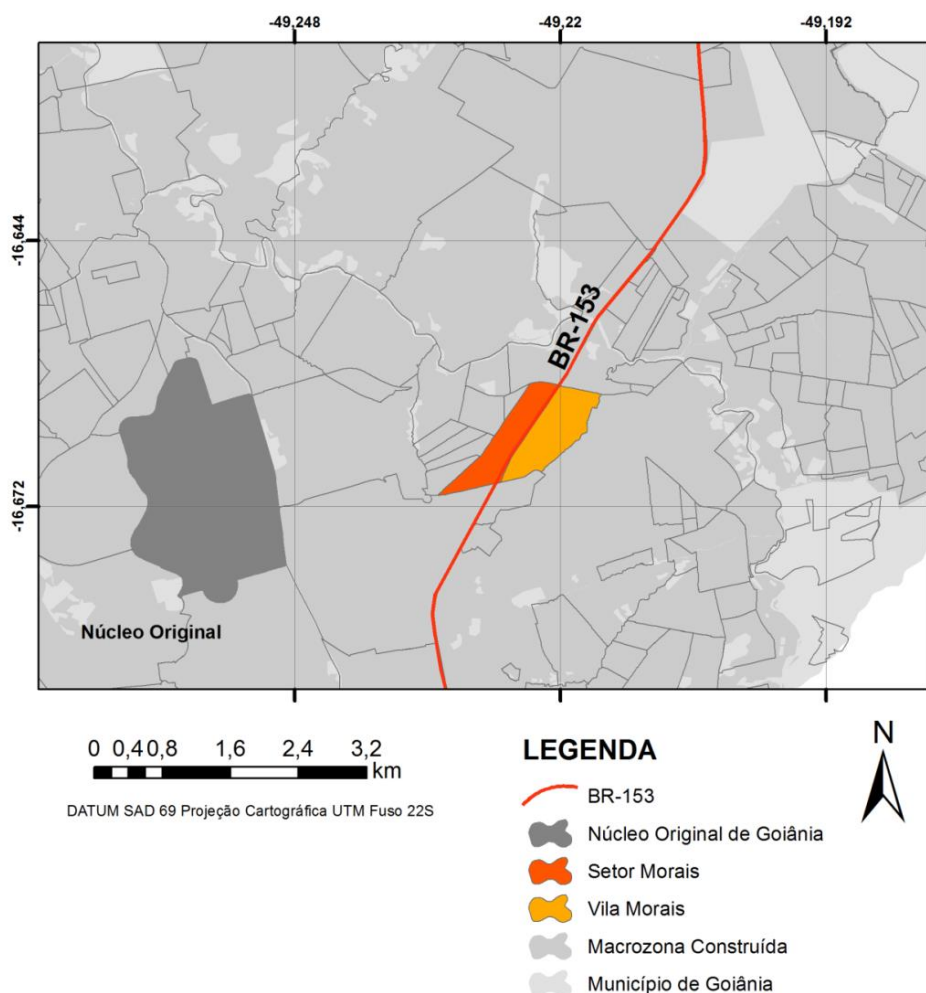 -49,248 -49,22 -49,192
-16,644
BR-153
-16,672
Núcleo Original
0 0,4 0,8 1,6 2,4 3,2
km
DATUM SAD 69 Projeção Cartográfica UTM Fuso 22S
LEGENDA
BR-153
Núcleo Original de Goiânia
Setor Morais
Vila Morais
Macrozona Construída
Município de Goiânia
N